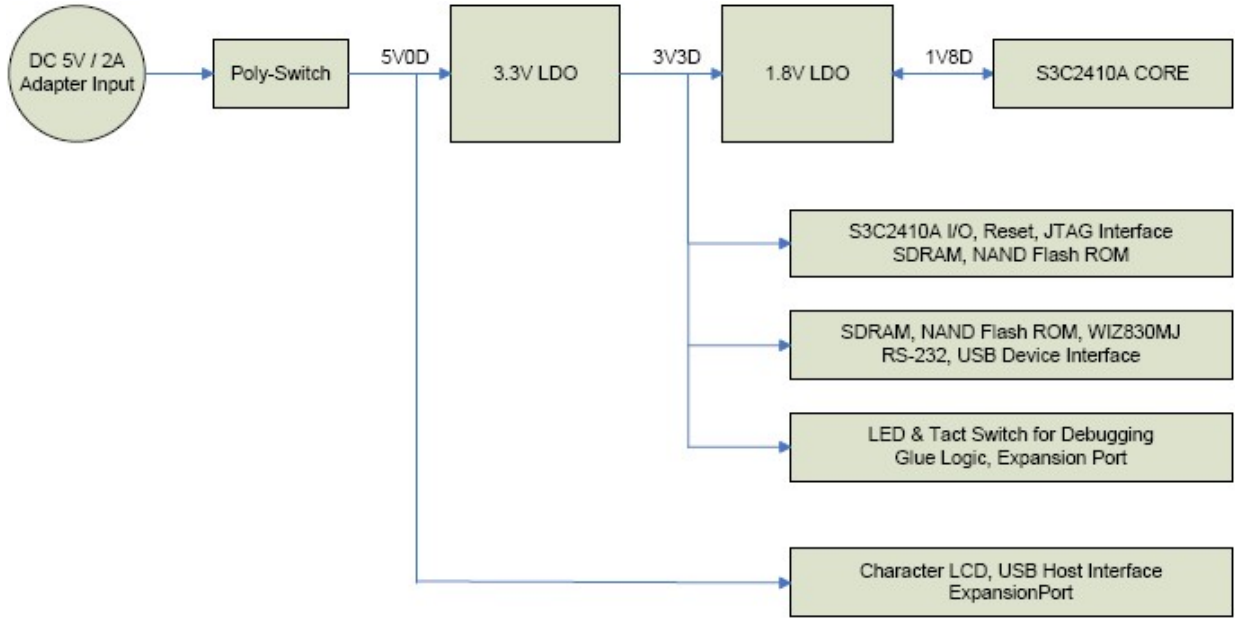 DC 5V / 2A
Adapter Input
Poly-Switch
5V0D
3.3V LDO
3V3D
1.8V LDO
1V8D
S3C2410A CORE
S3C2410A I/O, Reset, JTAG Interface
SDRAM, NAND Flash ROM
SDRAM, NAND Flash ROM, WIZ830MJ
RS-232, USB Device Interface
LED & Tact Switch for Debugging
Glue Logic, Expansion Port
Character LCD, USB Host Interface
ExpansionPort